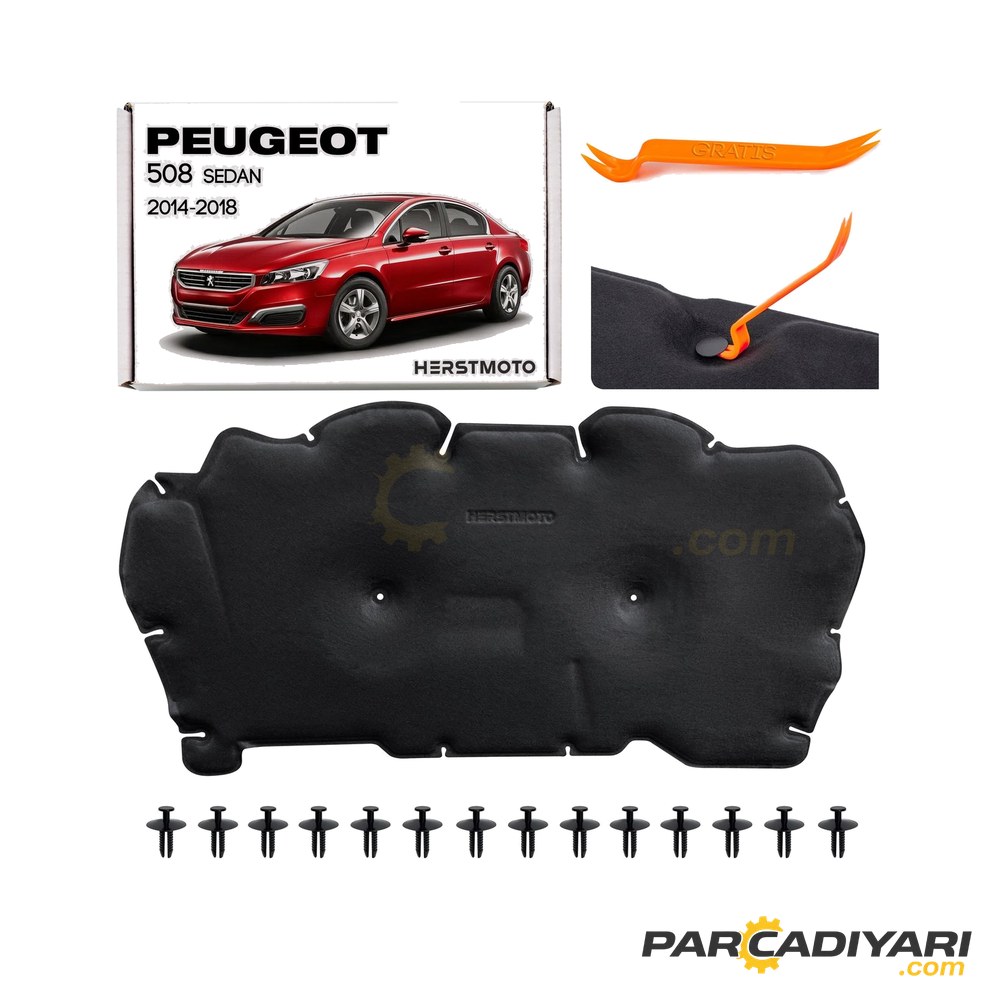 PEUGEOT
508 SEDAN
2014-2018
HERSTMOTO
GRATIS
HERSTMOTO
.com
PARCADIYARI
.com